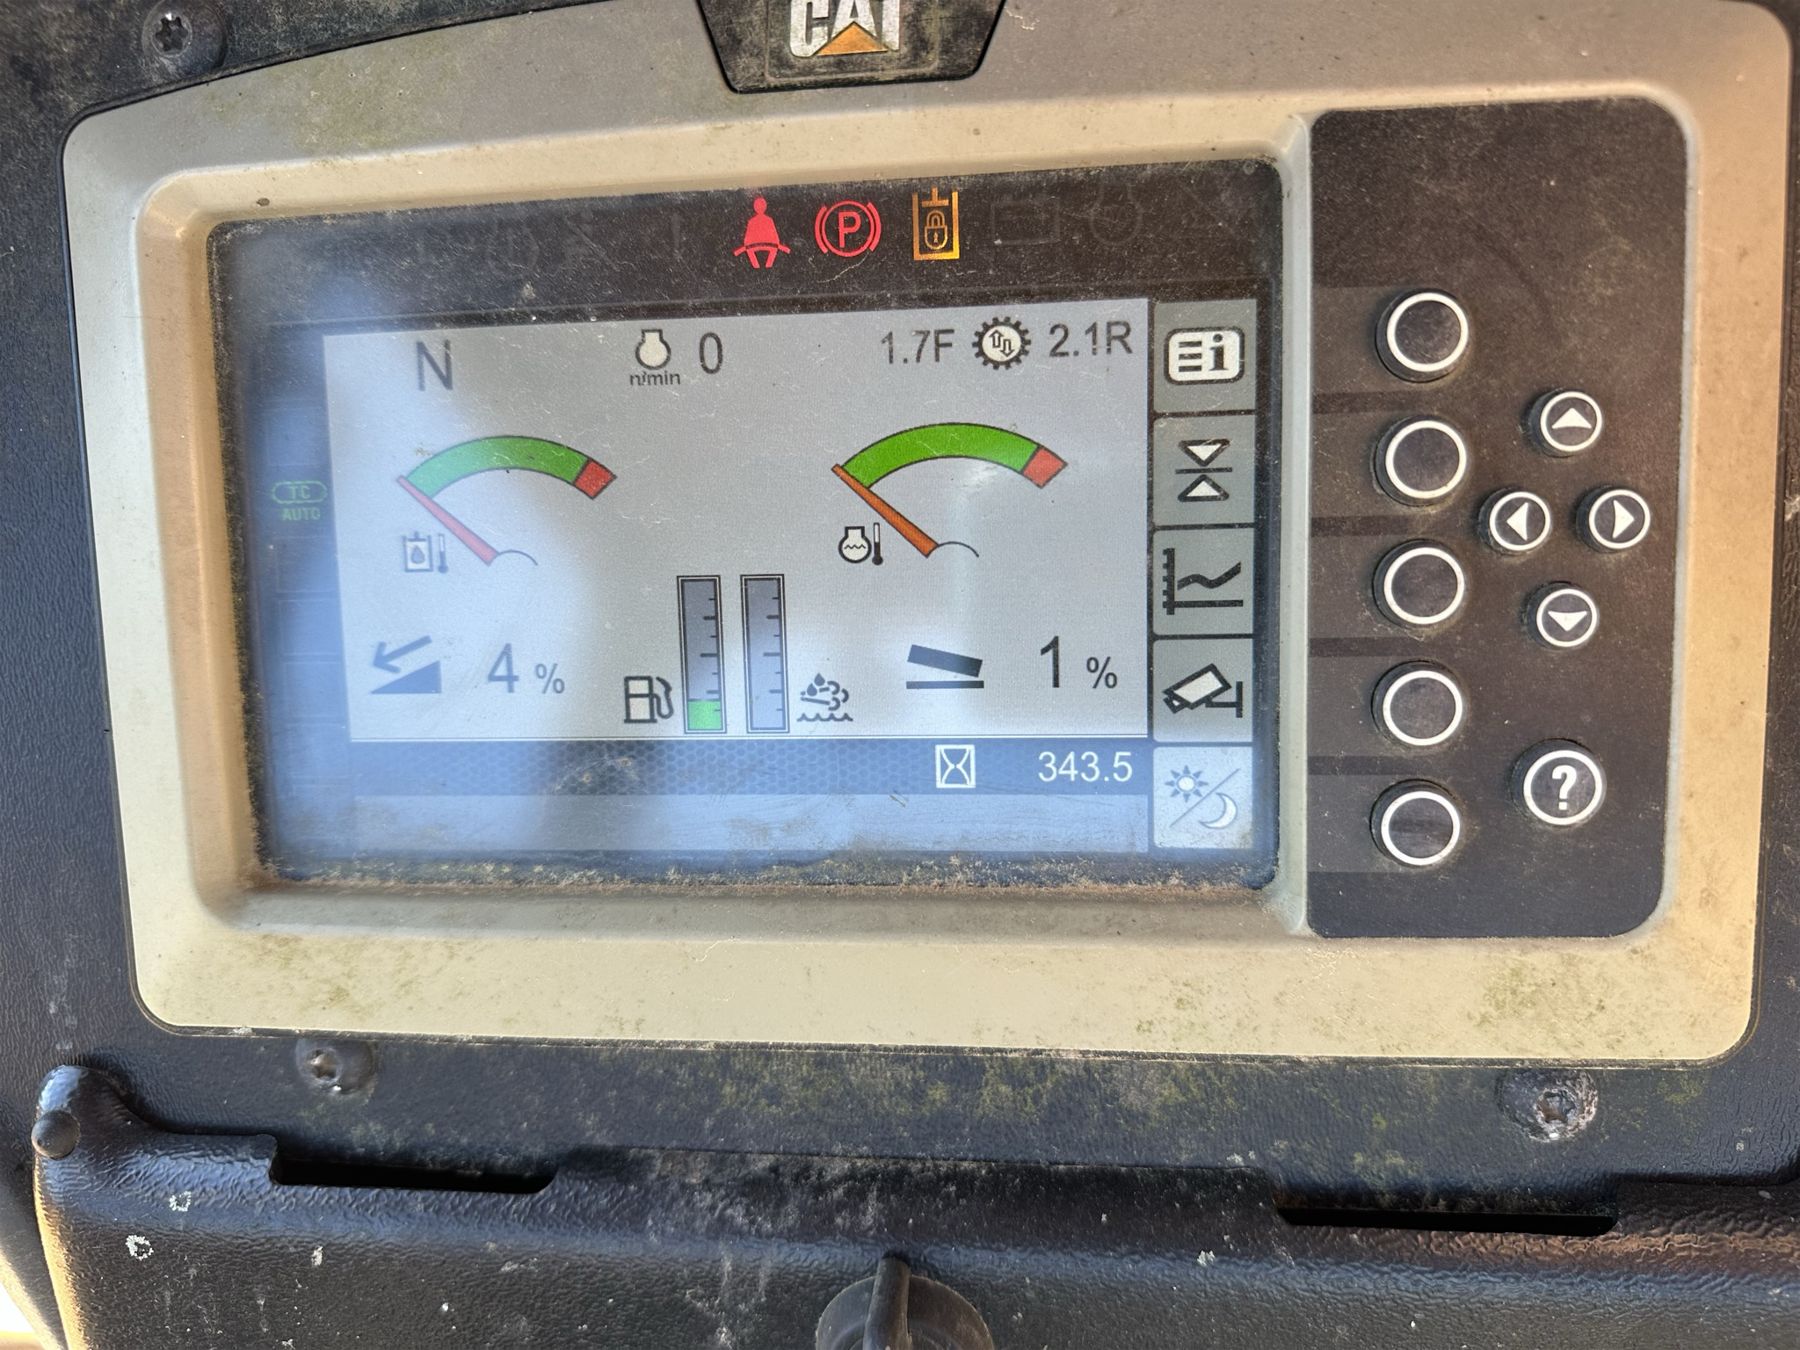 CAT
P
N
n/min 0
1.7F 2.1R
TC
AUTO
4 %
1 %
343.5
i
?